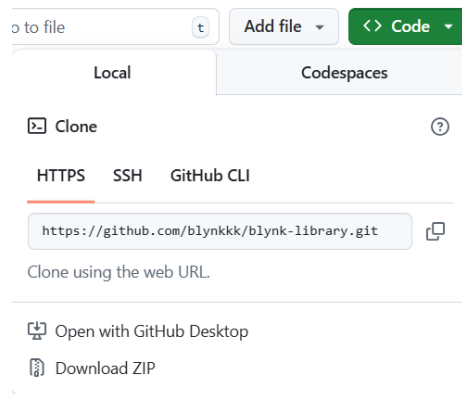 o to file t Add file Code
Local Codespaces
Clone
HTTPS SSH GitHub CLI
https://github.com/blynkkk/blynk-library.git
Clone using the web URL.
Open with GitHub Desktop
Download ZIP